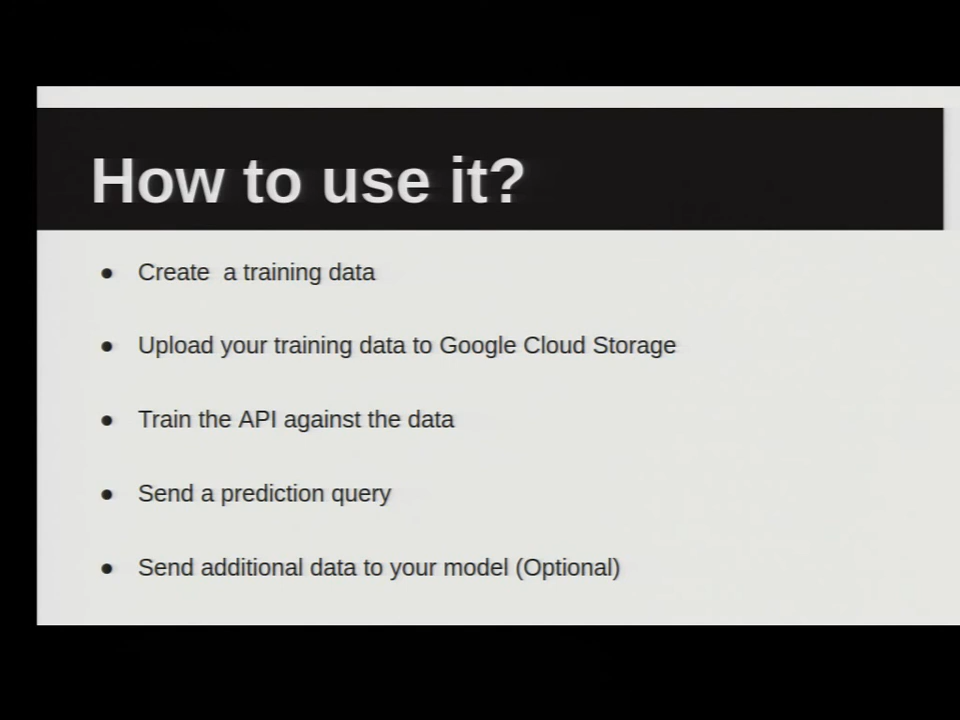 How to use it?
● Create  a training data
● Upload your training data to Google Cloud Storage
● Train the API against the data
● Send a prediction query
● Send additional data to your model (Optional)